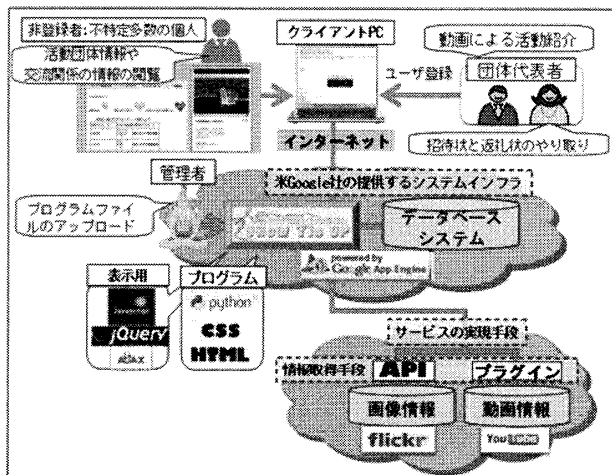 非登録者:不特定多数の個人
活動団体情報や
交流関係の情報の閲覧
クライアントPC
動画による活動紹介
ユーザ登録
団体代表者
招待状と返礼状のやり取り
インターネット
管理者
米Google社の提供するシステムインフラ
プログラムファイ
ルのアップロード
データベース
システム
powered by
Google App Engine
表示用
プログラム
jQuery
AJAX
python
CSS
HTML
サービスの実現手段
情報取得手段
API
プラグイン
画像情報
動画情報
flickr
YouTube